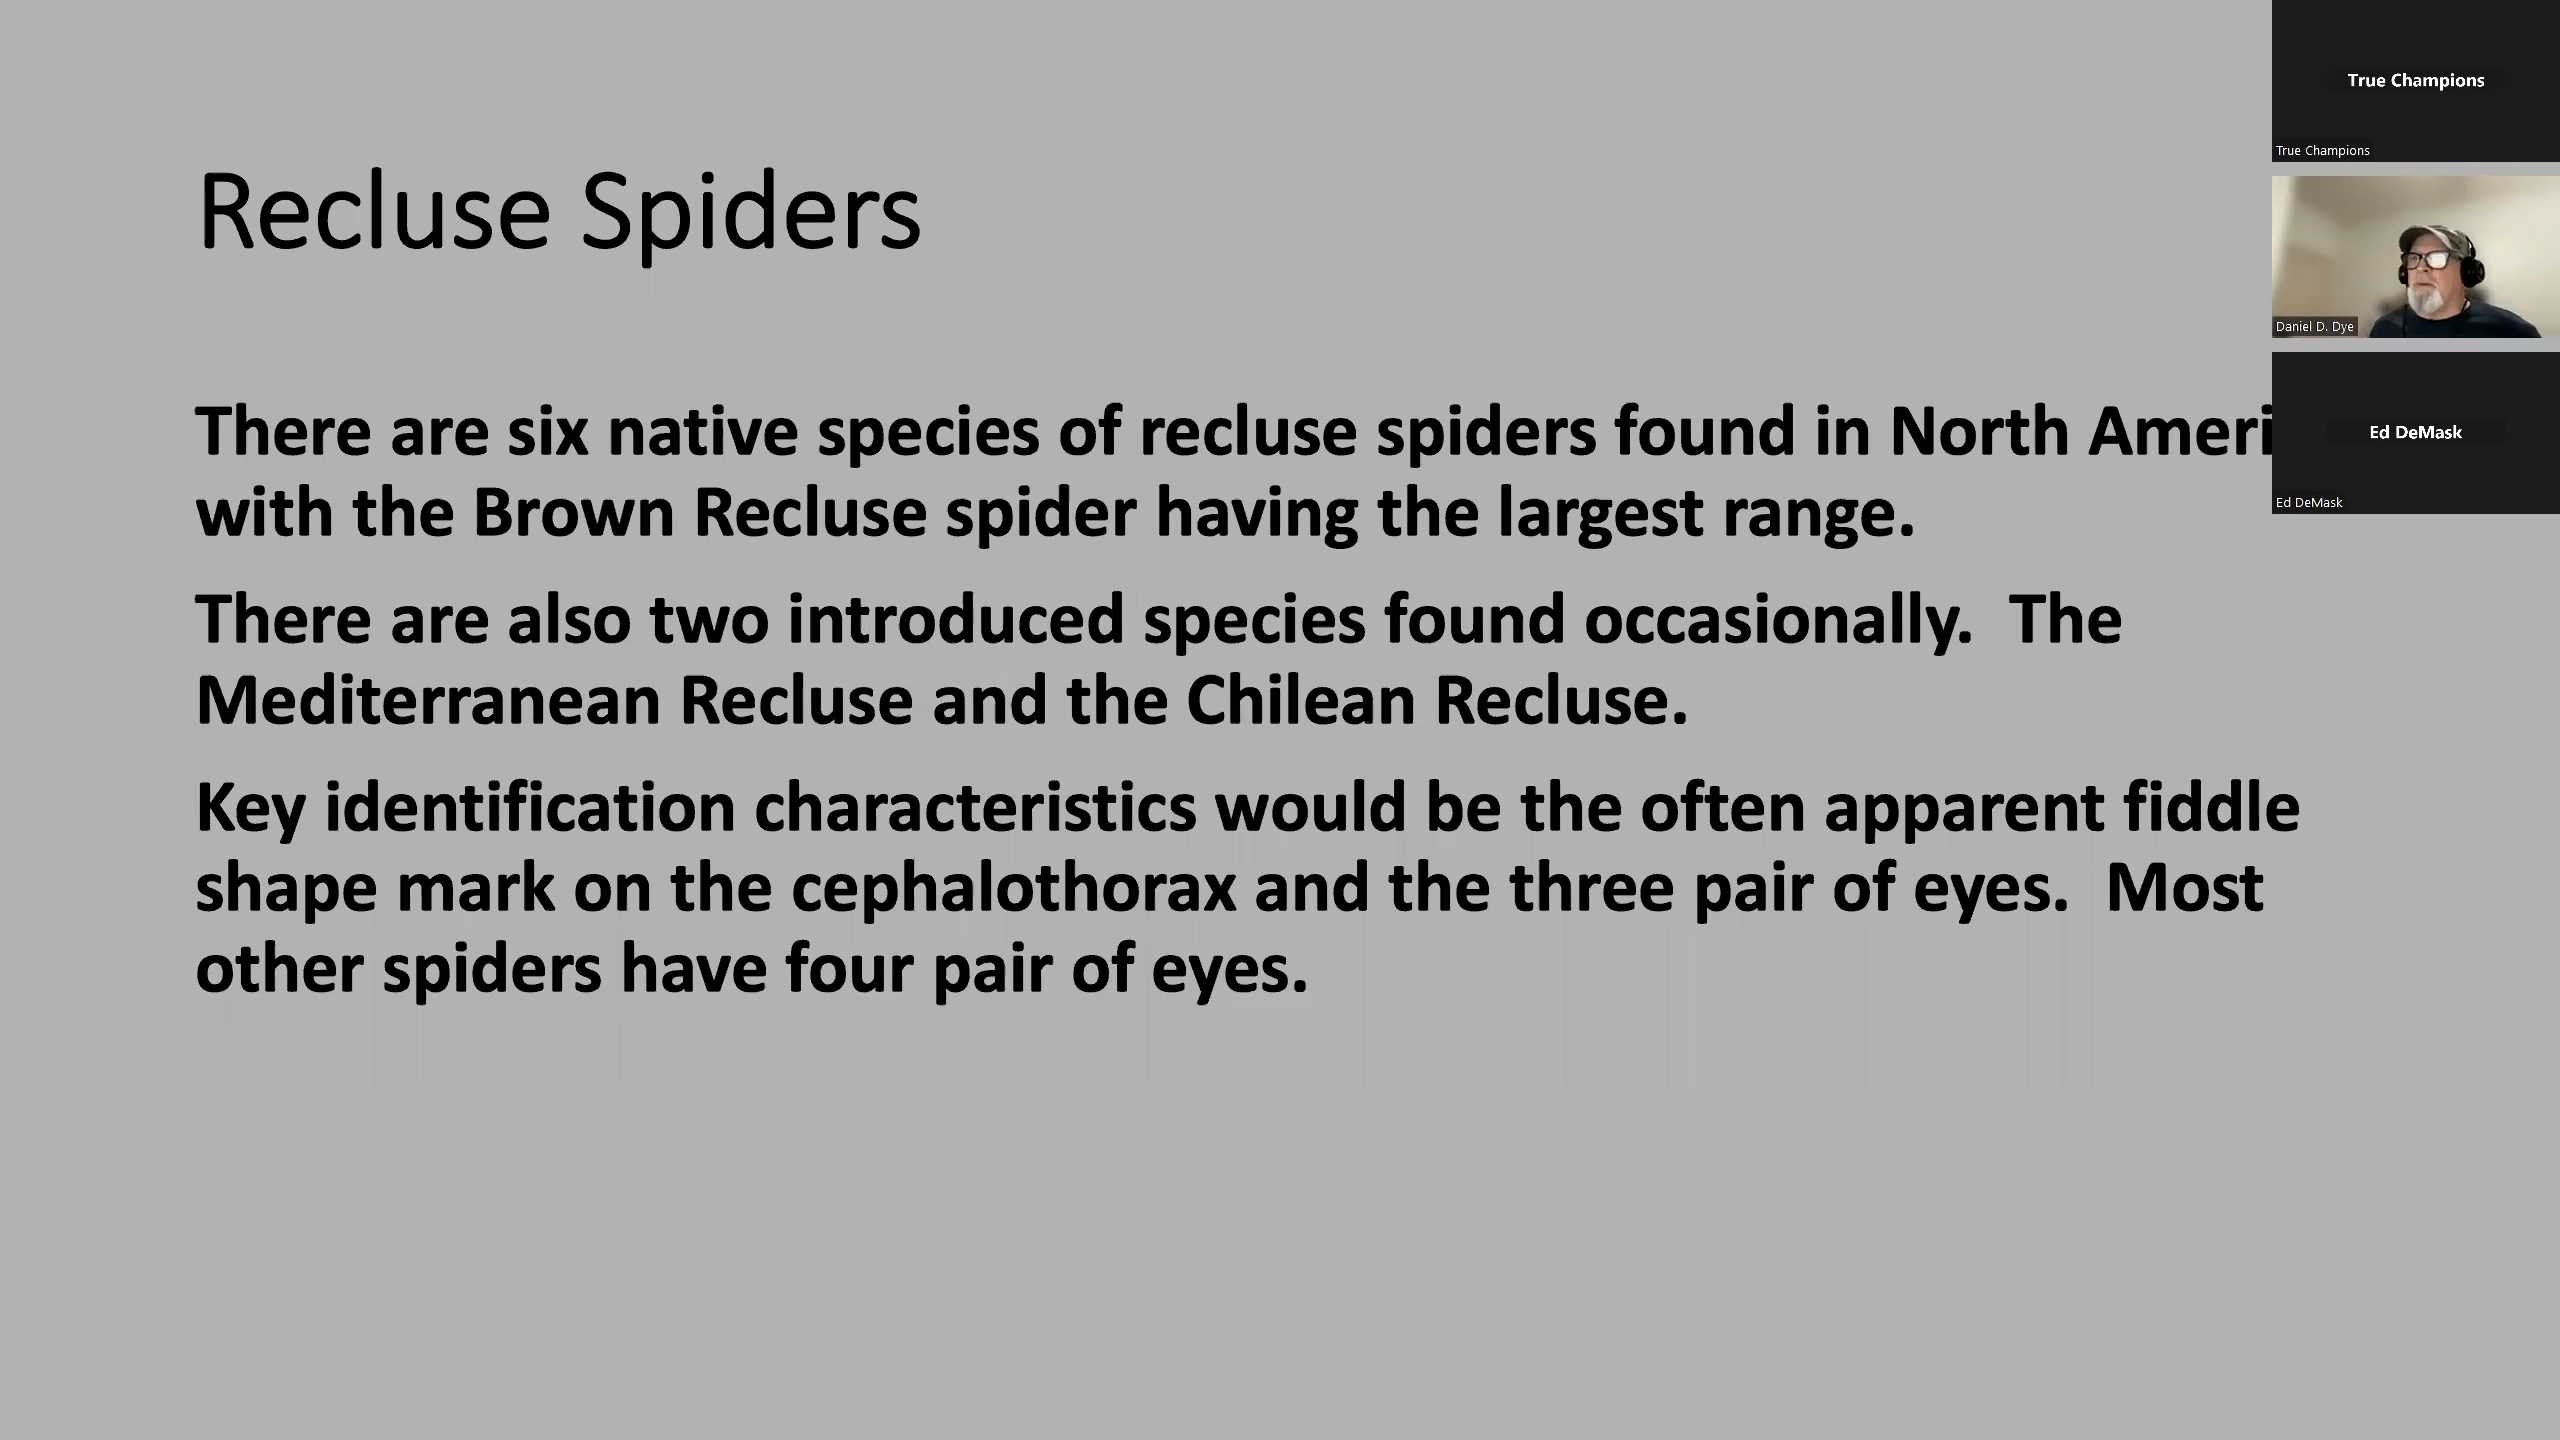 Recluse Spiders
There are six native species of recluse spiders found in North Ameri
with the Brown Recluse spider having the largest range.
There are also two introduced species found occasionally.  The
Mediterranean Recluse and the Chilean Recluse.
Key identification characteristics would be the often apparent fiddle
shape mark on the cephalothorax and the three pair of eyes.  Most
other spiders have four pair of eyes.
True Champions
True Champions
Daniel D. Dye
Ed DeMask
Ed DeMask